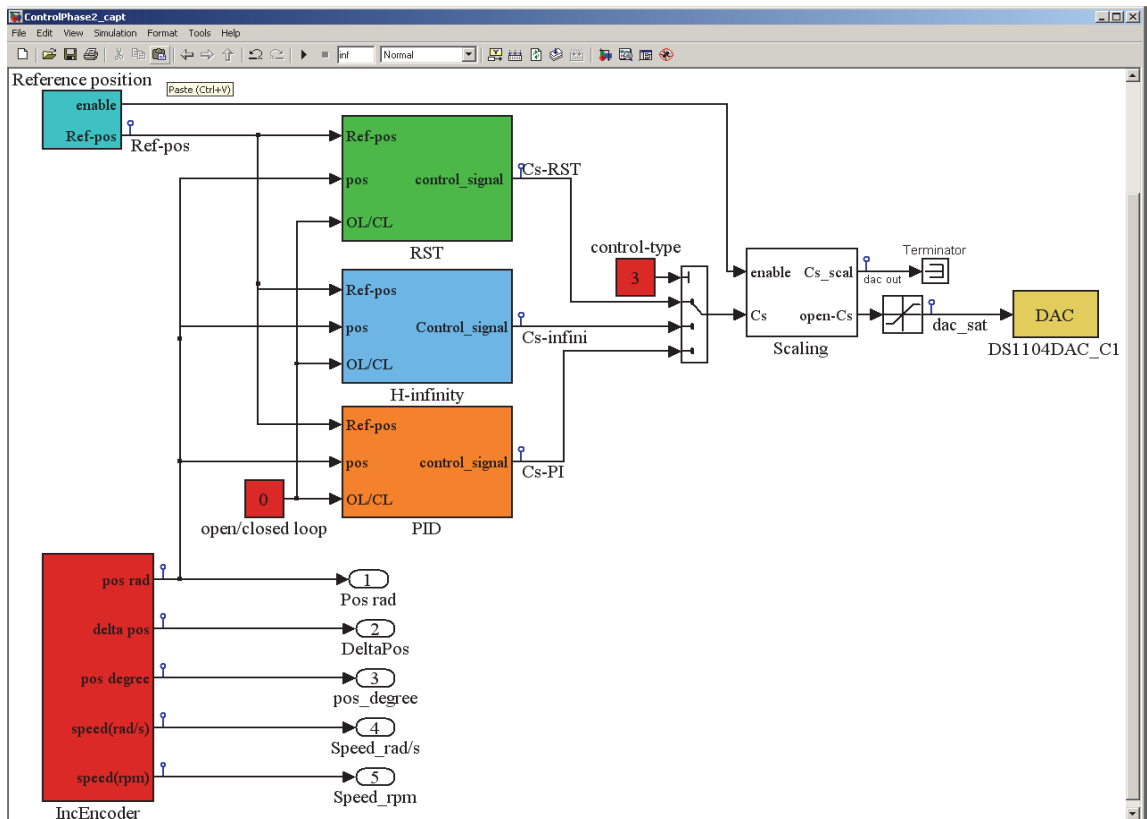 ControlPhase2_capt
File Edit View Simulation Format Tools Help
inf Normal
Reference position
Paste (Ctrl+V)
enable
Ref-pos
Ref-pos
Ref-pos
pos control_signal
OL/CL
RST
Cs-RST
Ref-pos
pos Control_signal
OL/CL
H-infinity
Cs-infini
Ref-pos
pos control_signal
OL/CL
PID
Cs-PI
0
open/closed loop
control-type
3
enable Cs_scal
Cs open-Cs
Scaling
Terminator
dac out
dac_sat
DAC
DS1104DAC_C1
pos rad
delta pos
pos degree
speed(rad/s)
speed(rpm)
IncEncoder
1
Pos rad
2
DeltaPos
3
pos_degree
4
Speed_rad/s
5
Speed_rpm